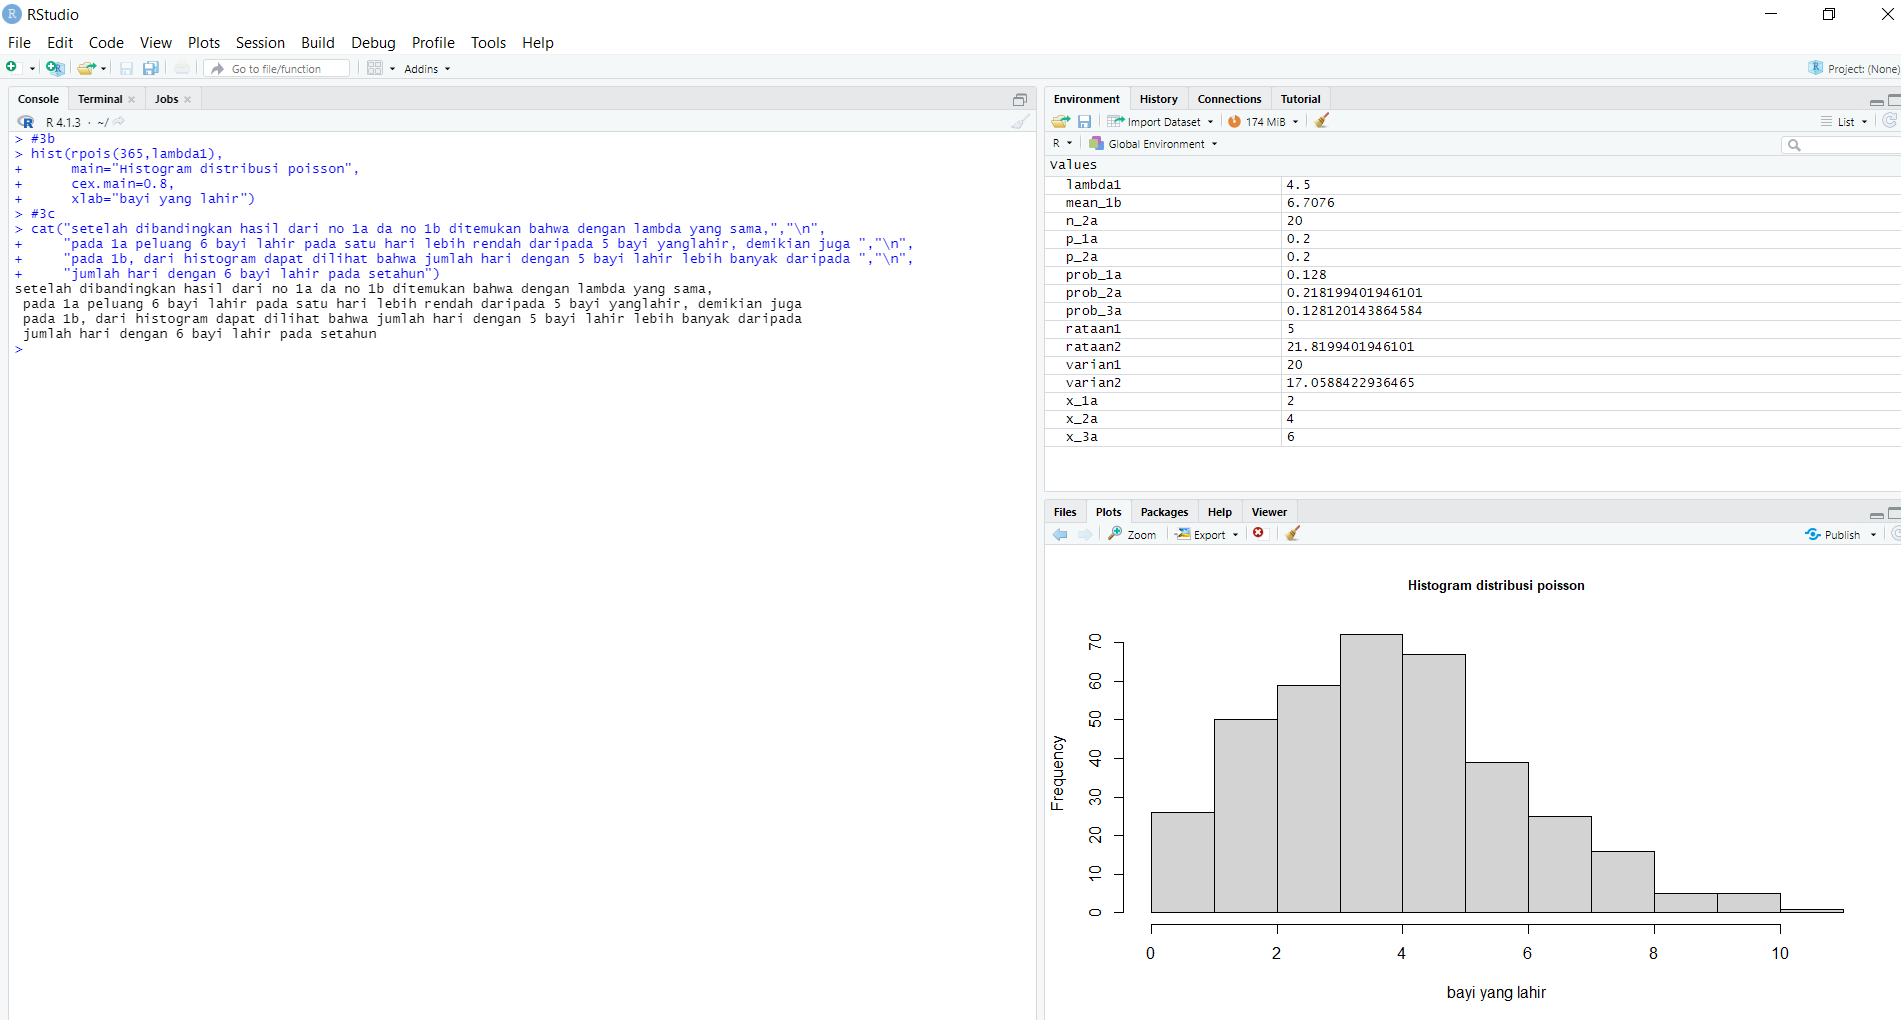 RStudio
File Edit Code View Plots Session Build Debug Profile Tools Help
Go to file/function Addins Project: (None)
Console Terminal Jobs
R 4.1.3 · ~/
> #3b
> hist(rpois(365,lambda1),
+ main="Histogram distribusi poisson",
+ cex.main=0.8,
+ xlab="bayi yang lahir")
> #3c
> cat("setelah dibandingkan hasil dari no 1a da no 1b ditemukan bahwa dengan lambda yang sama,","\n",
+ "pada 1a peluang 6 bayi lahir pada satu hari lebih rendah daripada 5 bayi yanglahir, demikian juga ","\n",
+ "pada 1b, dari histogram dapat dilihat bahwa jumlah hari dengan 5 bayi lahir lebih banyak daripada ","\n",
+ "jumlah hari dengan 6 bayi lahir pada setahun")
setelah dibandingkan hasil dari no 1a da no 1b ditemukan bahwa dengan lambda yang sama,
pada 1a peluang 6 bayi lahir pada satu hari lebih rendah daripada 5 bayi yanglahir, demikian juga
pada 1b, dari histogram dapat dilihat bahwa jumlah hari dengan 5 bayi lahir lebih banyak daripada
jumlah hari dengan 6 bayi lahir pada setahun
>
Environment History Connections Tutorial
Import Dataset 174 MiB List
R Global Environment
Values
lambda1 4.5
mean_1b 6.7076
n_2a 20
p_1a 0.2
p_2a 0.2
prob_1a 0.128
prob_2a 0.218199401946101
prob_3a 0.128120143864584
rataan1 5
rataan2 21.8199401946101
varian1 20
varian2 17.0588422936465
x_1a 2
x_2a 4
x_3a 6
Files Plots Packages Help Viewer
Zoom Export Publish
Histogram distribusi poisson
Frequency
70
60
50
40
30
20
10
0
0 2 4 6 8 10
bayi yang lahir